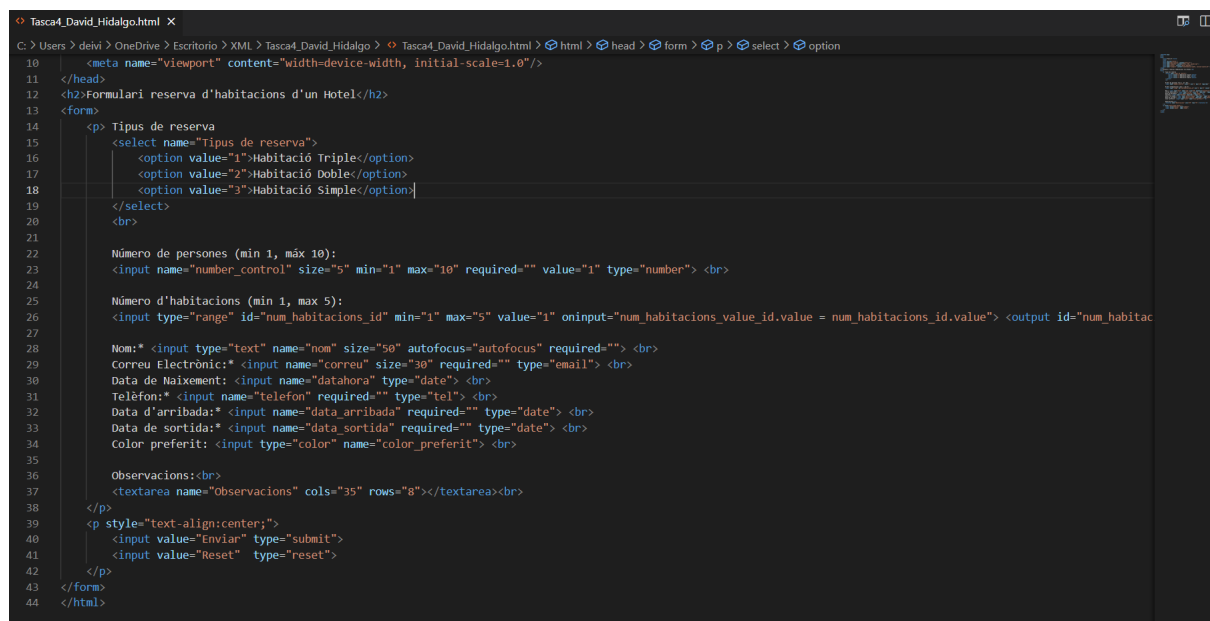 Tasca4_David_Hidalgo.html
C: > Users > deivi > OneDrive > Escritorio > XML > Tasca4_David_Hidalgo > Tasca4_David_Hidalgo.html > html > head > form > p > select > option
10 <meta name="viewport" content="width=device-width, initial-scale=1.0"/>
11 </head>
12 <h2>Formulari reserva d'habitacions d'un Hotel</h2>
13 <form>
14 <p> Tipus de reserva
15 <select name="Tipus de reserva">
16 <option value="1">Habitació Triple</option>
17 <option value="2">Habitació Doble</option>
18 <option value="3">Habitació Simple</option>
19 </select>
20 <br>
21
22 Número de persones (min 1, máx 10):
23 <input name="number_control" size="5" min="1" max="10" required="" value="1" type="number"> <br>
24
25 Número d'habitacions (min 1, max 5):
26 <input type="range" id="num_habitacions_id" min="1" max="5" value="1" oninput="num_habitacions_value_id.value = num_habitacions_id.value"> <output id="num_habitac
27
28 Nom:* <input type="text" name="nom" size="50" autofocus="autofocus" required=""> <br>
29 Correu Electrònic:* <input name="correu" size="30" required="" type="email"> <br>
30 Data de Naixement: <input name="datahora" type="date"> <br>
31 Telèfon:* <input name="telefon" required="" type="tel"> <br>
32 Data d'arribada:* <input name="data_arribada" required="" type="date"> <br>
33 Data de sortida:* <input name="data_sortida" required="" type="date"> <br>
34 Color preferit: <input type="color" name="color_preferit"> <br>
35
36 Observacions:<br>
37 <textarea name="Observacions" cols="35" rows="8"></textarea><br>
38 </p>
39 <p style="text-align:center;">
40 <input value="Enviar" type="submit">
41 <input value="Reset"  type="reset">
42 </p>
43 </form>
44 </html>